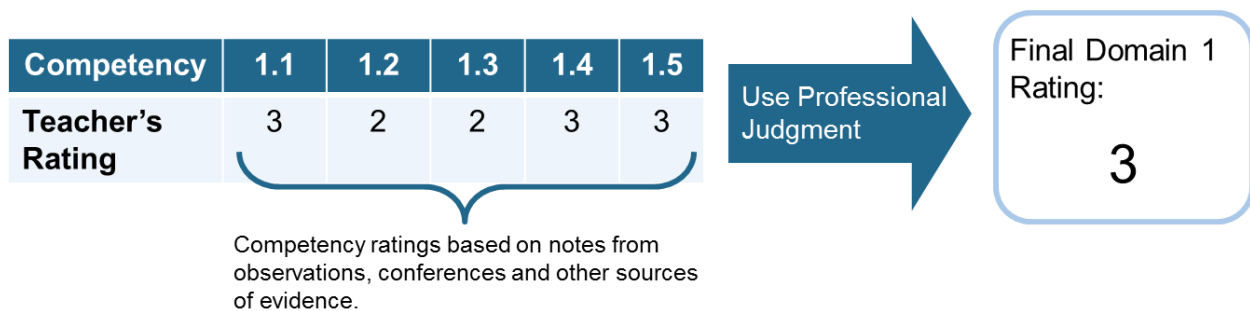 Competency 1.1 1.2 1.3 1.4 1.5
Teacher's Rating 3 2 2 3 3
Competency ratings based on notes from
observations, conferences and other sources
of evidence.
Use Professional
Judgment
Final Domain 1
Rating:
3